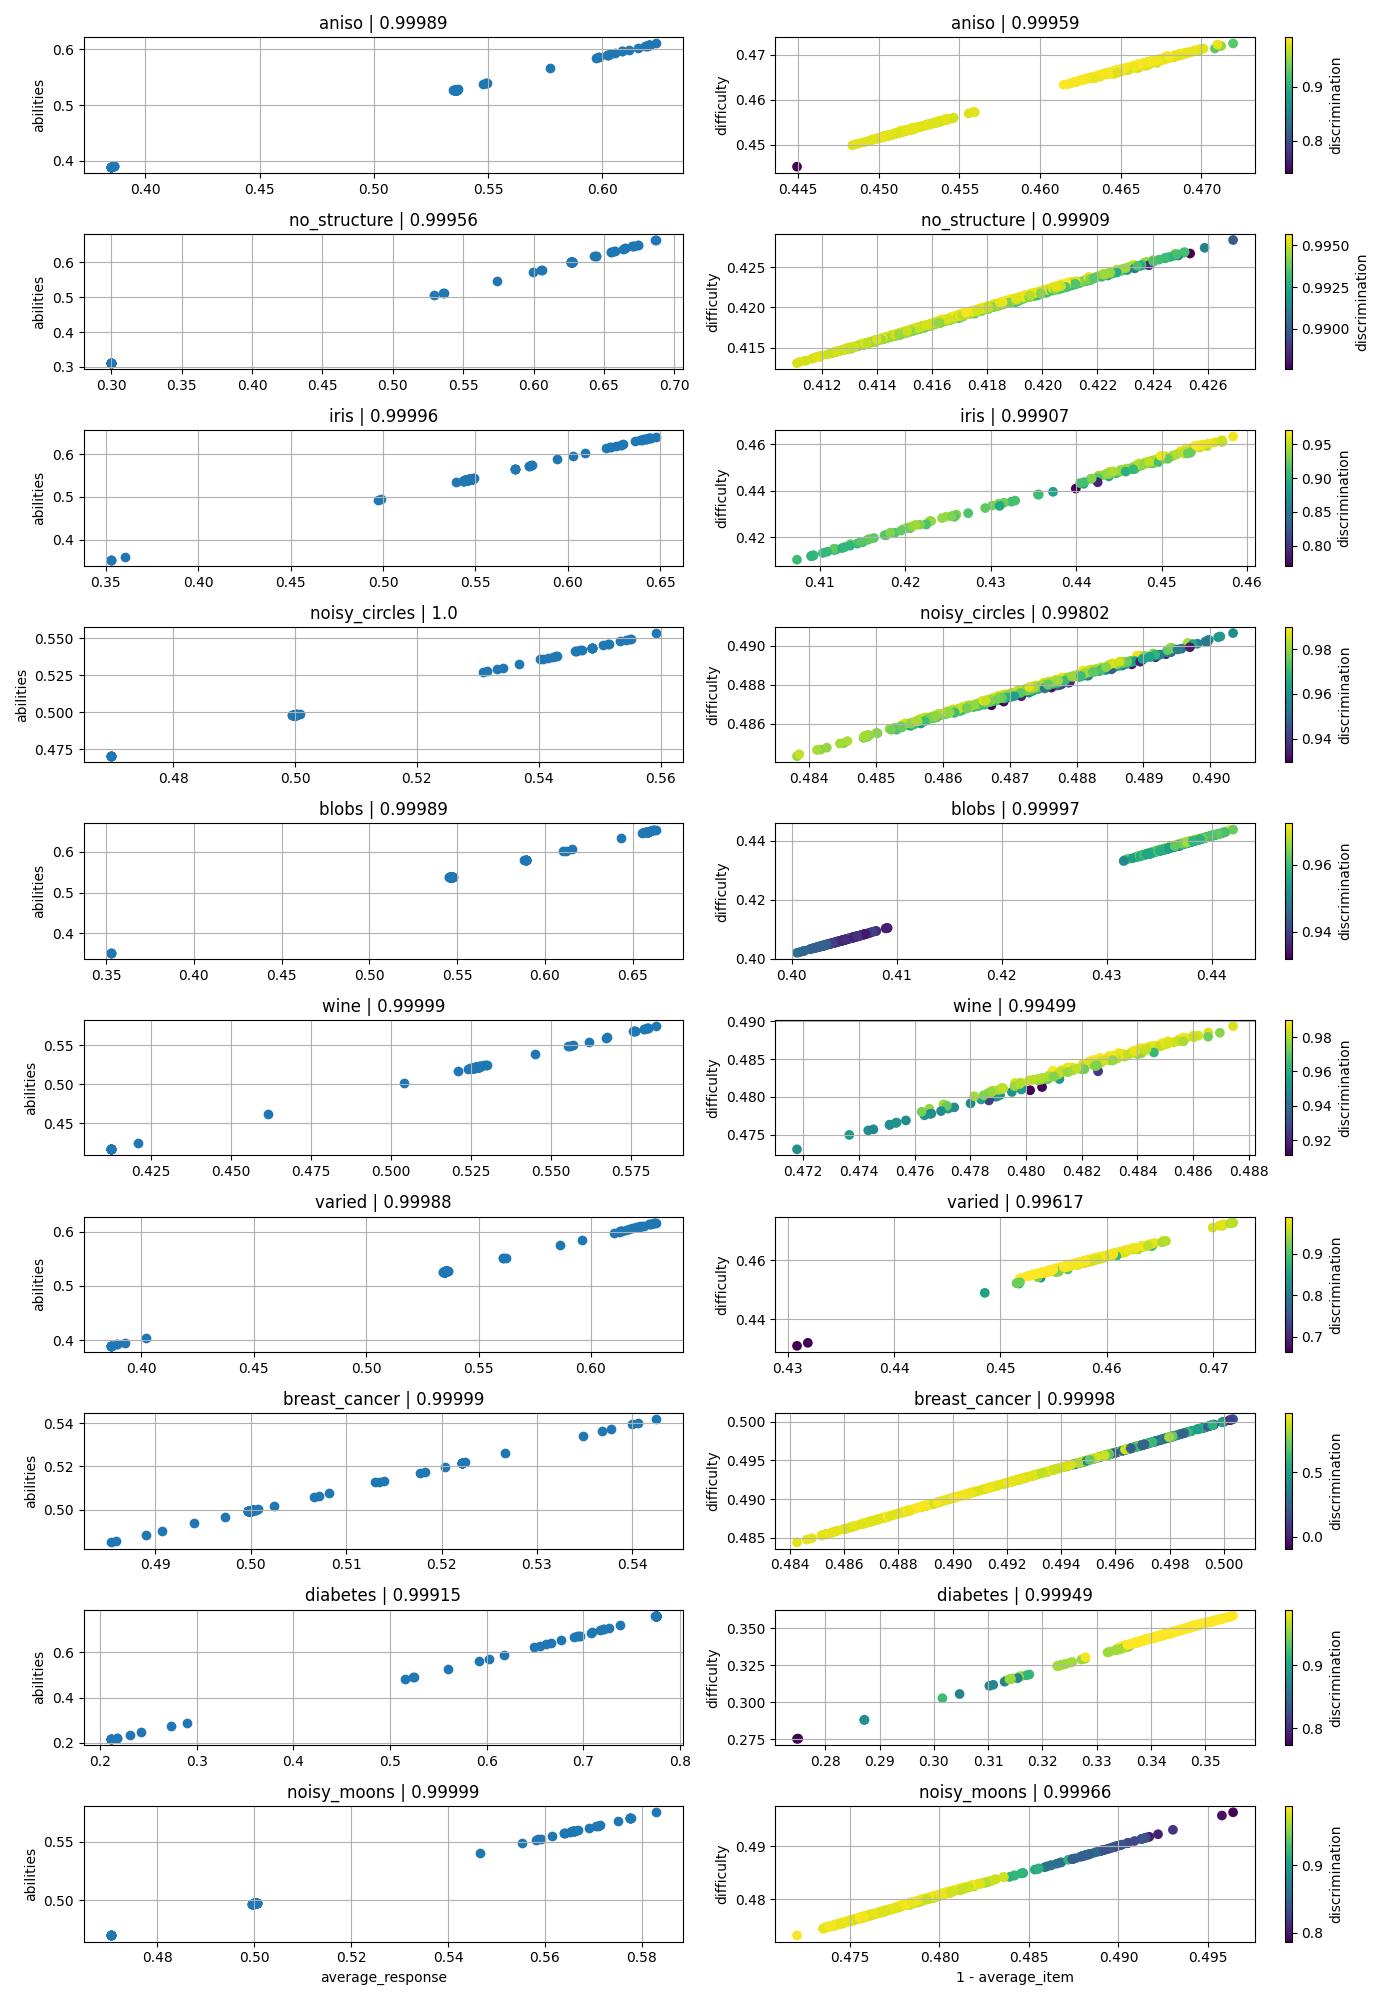 aniso | 0.99989
aniso | 0.99959
abilities
0.6
0.5
0.4
0.40 0.45 0.50 0.55 0.60
difficulty
0.47
0.46
0.45
0.445 0.450 0.455 0.460 0.465 0.470
0.9
0.8
discrimination
no_structure | 0.99956
no_structure | 0.99909
abilities
0.6
0.5
0.4
0.3
0.30 0.35 0.40 0.45 0.50 0.55 0.60 0.65 0.70
difficulty
0.425
0.420
0.415
0.412 0.414 0.416 0.418 0.420 0.422 0.424 0.426
0.9950
0.9925
0.9900
discrimination
iris | 0.99996
iris | 0.99907
abilities
0.6
0.5
0.4
0.35 0.40 0.45 0.50 0.55 0.60 0.65
difficulty
0.46
0.44
0.42
0.41 0.42 0.43 0.44 0.45 0.46
0.95
0.90
0.85
0.80
discrimination
noisy_circles | 1.0
noisy_circles | 0.99802
abilities
0.550
0.525
0.500
0.475
0.48 0.50 0.52 0.54 0.56
difficulty
0.490
0.488
0.486
0.484 0.485 0.486 0.487 0.488 0.489 0.490
0.98
0.96
0.94
discrimination
blobs | 0.99989
blobs | 0.99997
abilities
0.6
0.5
0.4
0.35 0.40 0.45 0.50 0.55 0.60 0.65
difficulty
0.44
0.42
0.40
0.40 0.41 0.42 0.43 0.44
0.96
0.94
discrimination
wine | 0.99999
wine | 0.99499
abilities
0.55
0.50
0.45
0.425 0.450 0.475 0.500 0.525 0.550 0.575
difficulty
0.490
0.485
0.480
0.475
0.472 0.474 0.476 0.478 0.480 0.482 0.484 0.486 0.488
0.98
0.96
0.94
0.92
discrimination
varied | 0.99988
varied | 0.99617
abilities
0.6
0.5
0.4
0.40 0.45 0.50 0.55 0.60
difficulty
0.46
0.44
0.43 0.44 0.45 0.46 0.47
0.9
0.8
0.7
discrimination
breast_cancer | 0.99999
breast_cancer | 0.99998
abilities
0.54
0.52
0.50
0.49 0.50 0.51 0.52 0.53 0.54
difficulty
0.500
0.495
0.490
0.485
0.484 0.486 0.488 0.490 0.492 0.494 0.496 0.498 0.500
0.5
0.0
discrimination
diabetes | 0.99915
diabetes | 0.99949
abilities
0.6
0.4
0.2
0.2 0.3 0.4 0.5 0.6 0.7 0.8
difficulty
0.350
0.325
0.300
0.275
0.28 0.29 0.30 0.31 0.32 0.33 0.34 0.35
0.9
0.8
discrimination
noisy_moons | 0.99999
noisy_moons | 0.99966
abilities
0.55
0.50
0.48 0.50 0.52 0.54 0.56 0.58
average_response
difficulty
0.49
0.48
0.475 0.480 0.485 0.490 0.495
1 - average_item
0.9
0.8
discrimination